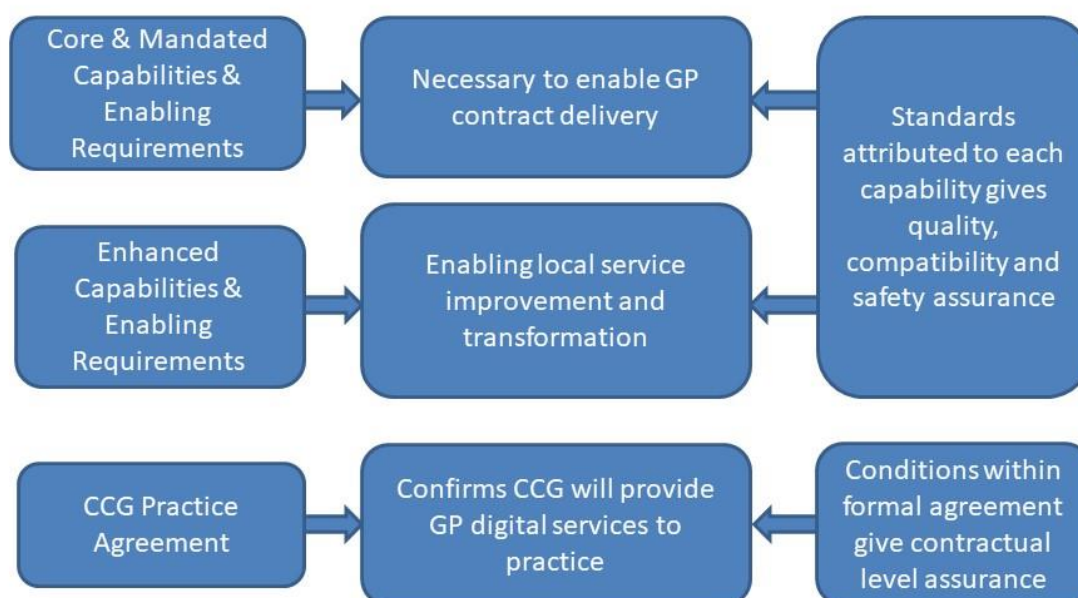 Core & Mandated
Capabilities &
Enabling
Requirements
Necessary to enable GP
contract delivery
Standards
attributed to each
capability gives
quality,
compatibility and
safety assurance
Enhanced
Capabilities &
Enabling
Requirements
Enabling local service
improvement and
transformation
CCG Practice
Agreement
Confirms CCG will provide
GP digital services to
practice
Conditions within
formal agreement
give contractual
level assurance